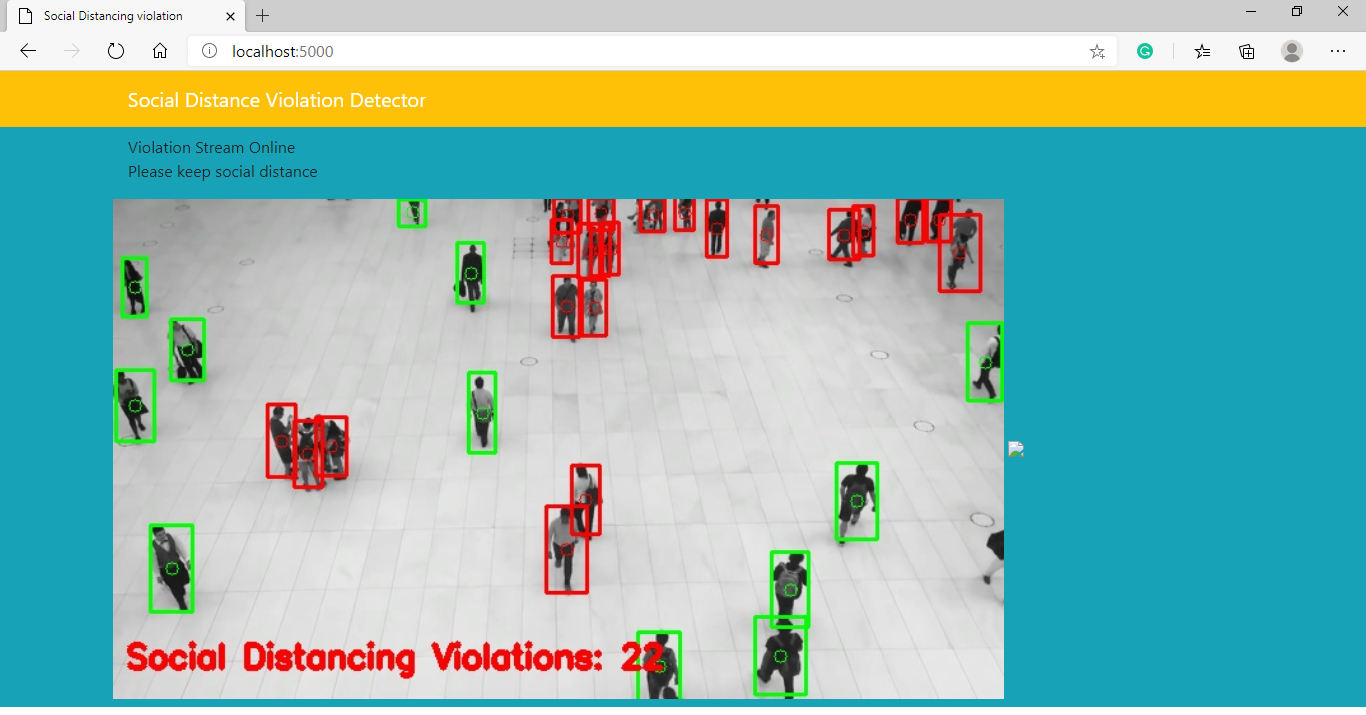 Social Distancing violation
localhost:5000
Social Distance Violation Detector
Violation Stream Online
Please keep social distance
Social Distancing Violations: 22